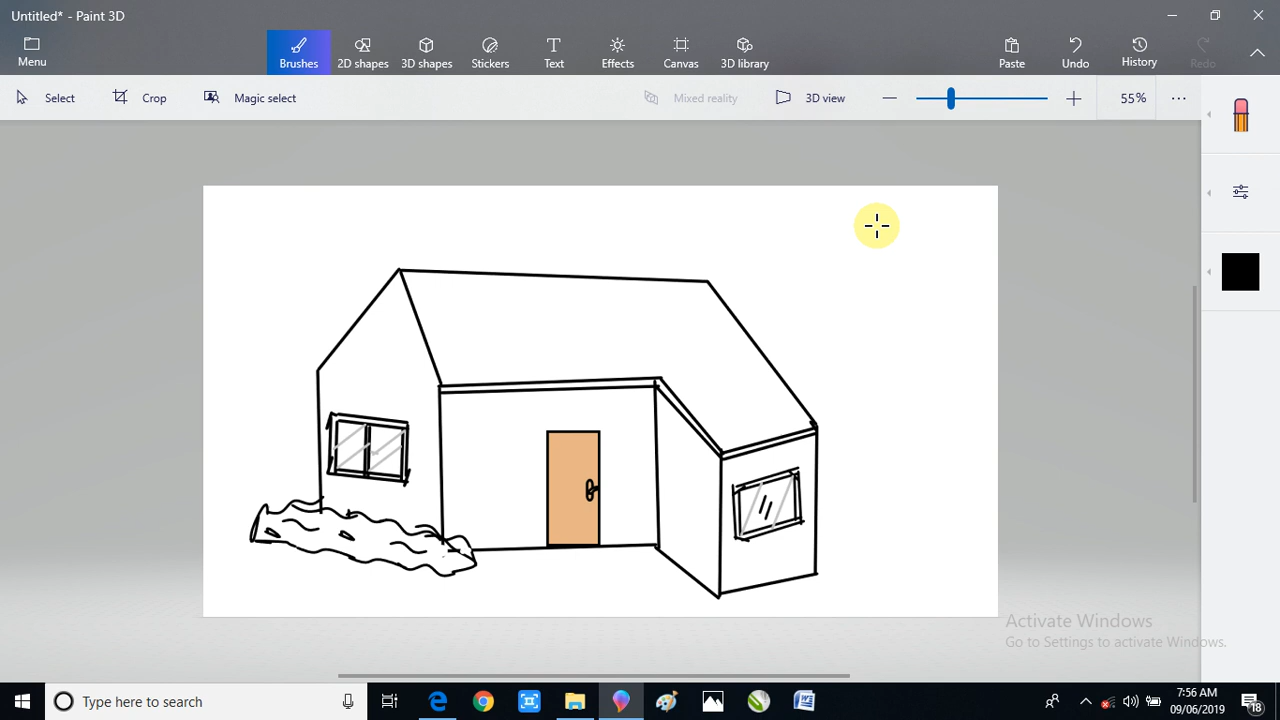 Untitled* - Paint 3D
Menu
Brushes
2D shapes
3D shapes
Stickers
Text
Effects
Canvas
3D library
Paste
Undo
History
Redo
Select
Crop
Magic select
Mixed reality
3D view
55%
Activate Windows
Go to Settings to activate Windows.
Type here to search
7:56 AM
09/06/2019
18